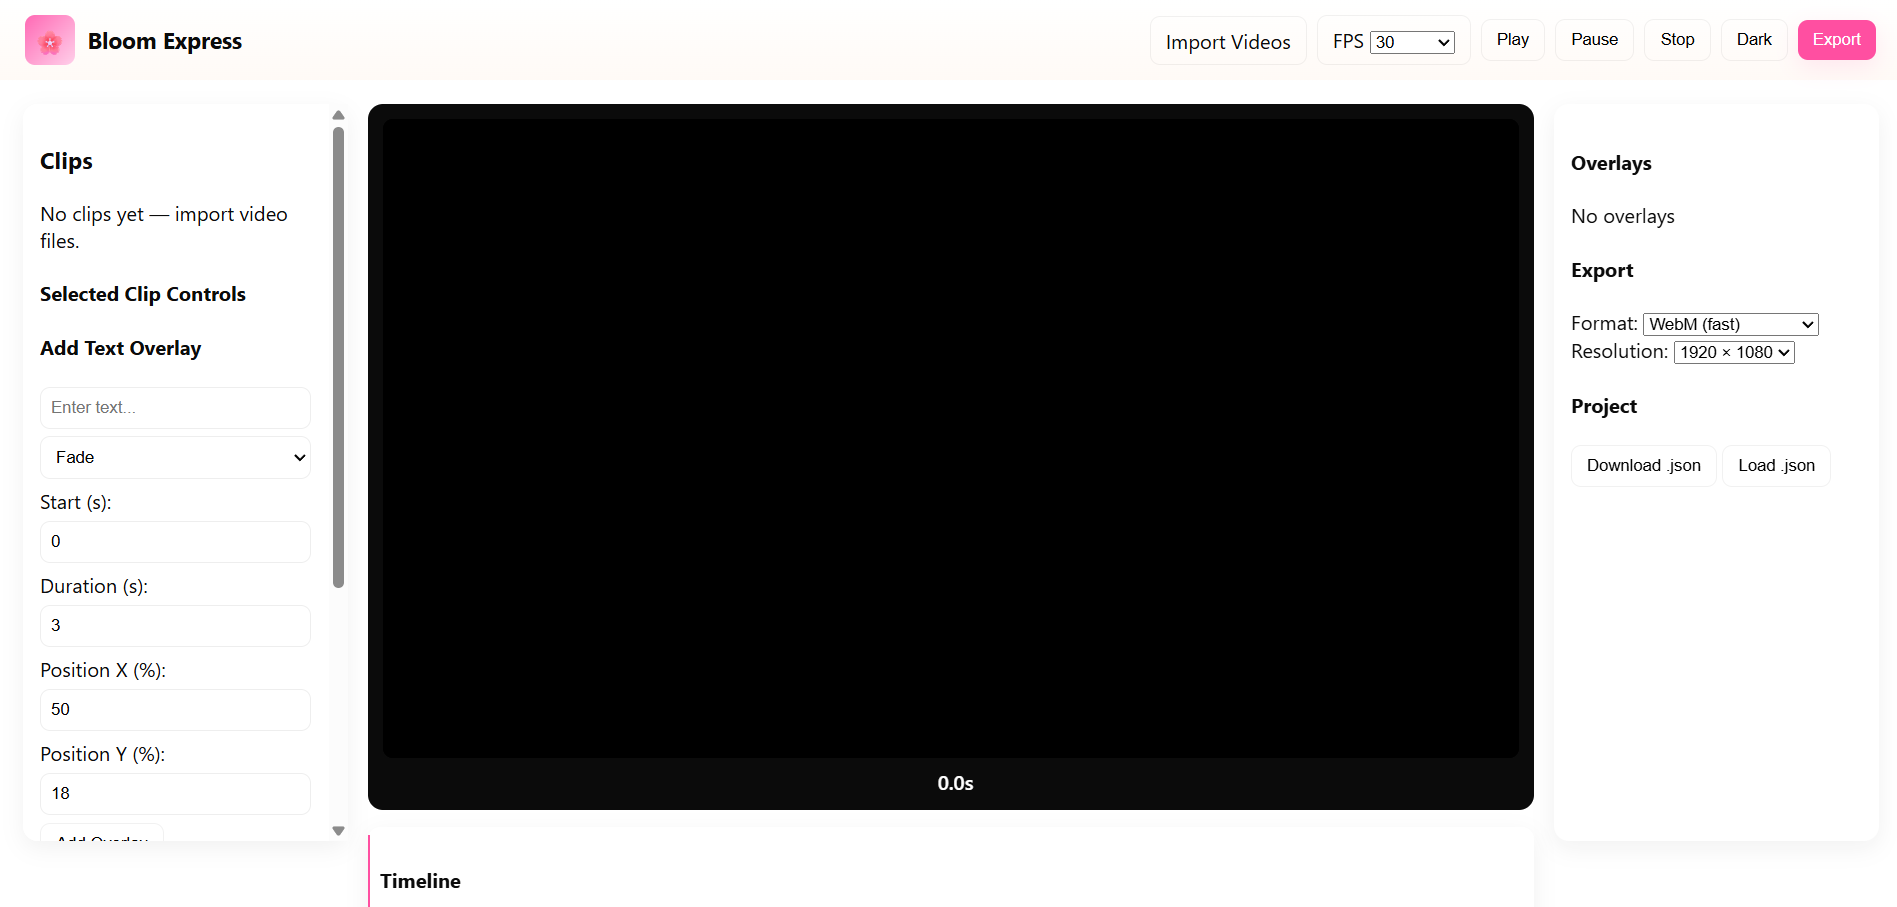 Bloom Express
Import Videos
FPS 30
Play
Pause
Stop
Dark
Export
Clips
No clips yet — import video
files.
Selected Clip Controls
Add Text Overlay
Enter text...
Fade
Start (s):
0
Duration (s):
3
Position X (%):
50
Position Y (%):
18
Add Overlay
0.0s
Timeline
Overlays
No overlays
Export
Format: WebM (fast)
Resolution: 1920 × 1080
Project
Download .json
Load .json